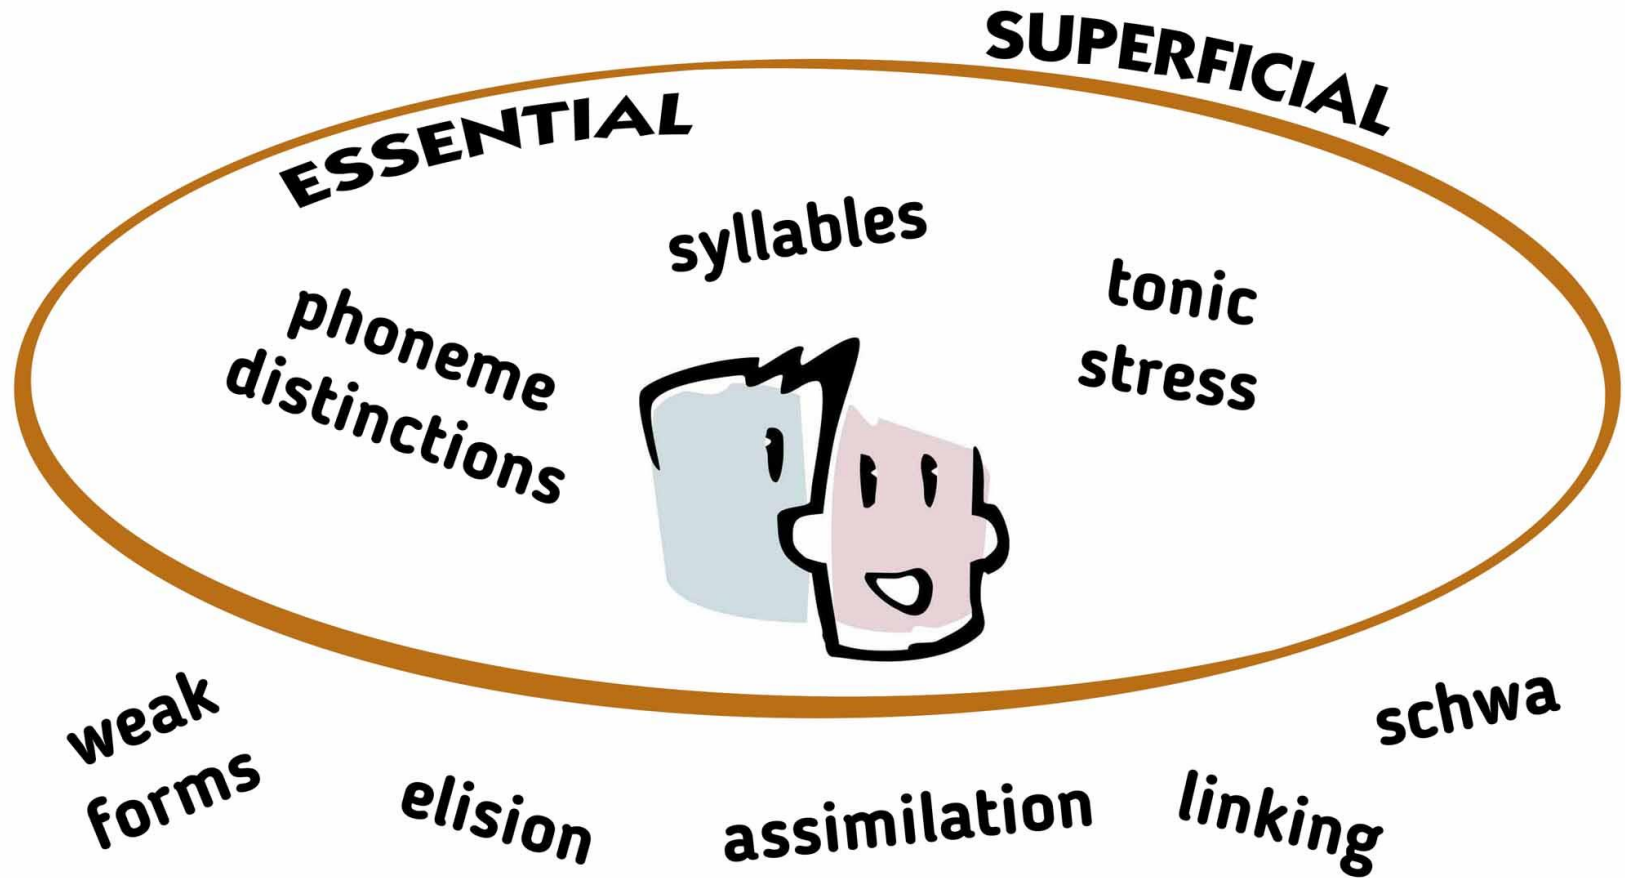 SUPERFICIAL
ESSENTIAL
syllables
phoneme
distinctions
tonic
stress
weak
forms
elision
assimilation
linking
schwa